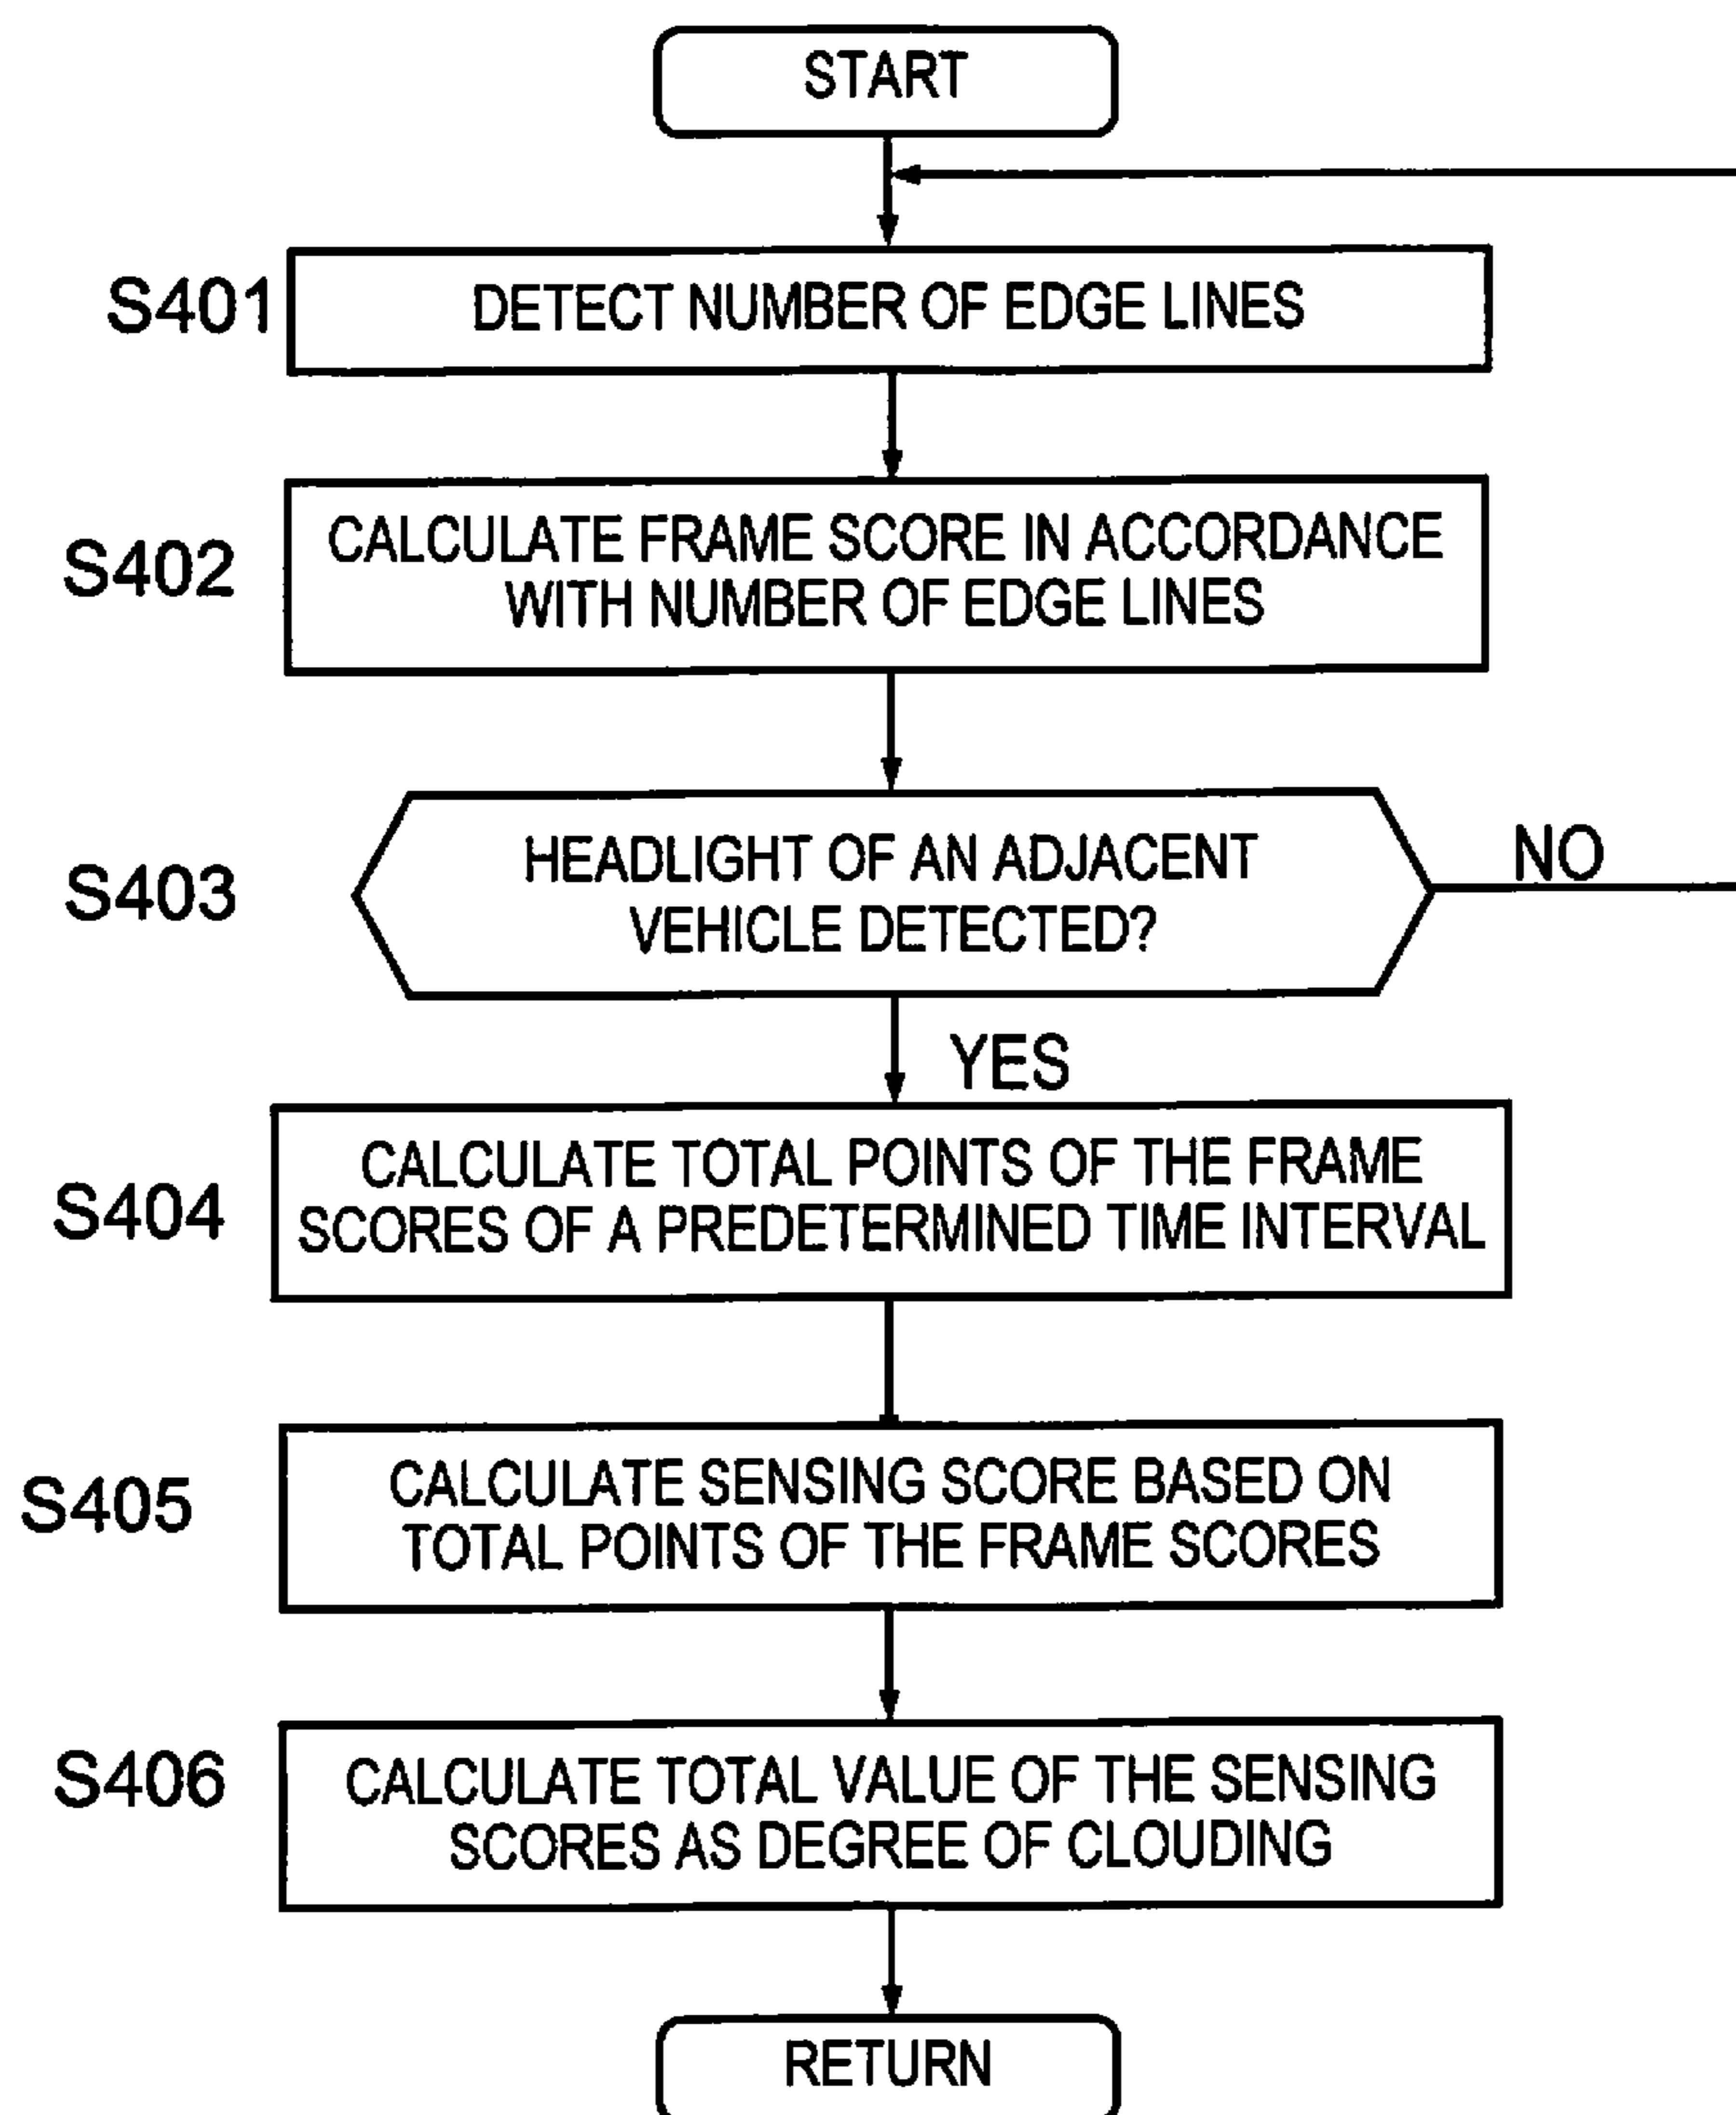 START
S401
DETECT NUMBER OF EDGE LINES
S402
CALCULATE FRAME SCORE IN ACCORDANCE
WITH NUMBER OF EDGE LINES
S403
HEADLIGHT OF AN ADJACENT
VEHICLE DETECTED?
NO
YES
S404
CALCULATE TOTAL POINTS OF THE FRAME
SCORES OF A PREDETERMINED TIME INTERVAL
S405
CALCULATE SENSING SCORE BASED ON
TOTAL POINTS OF THE FRAME SCORES
S406
CALCULATE TOTAL VALUE OF THE SENSING
SCORES AS DEGREE OF CLOUDING
RETURN